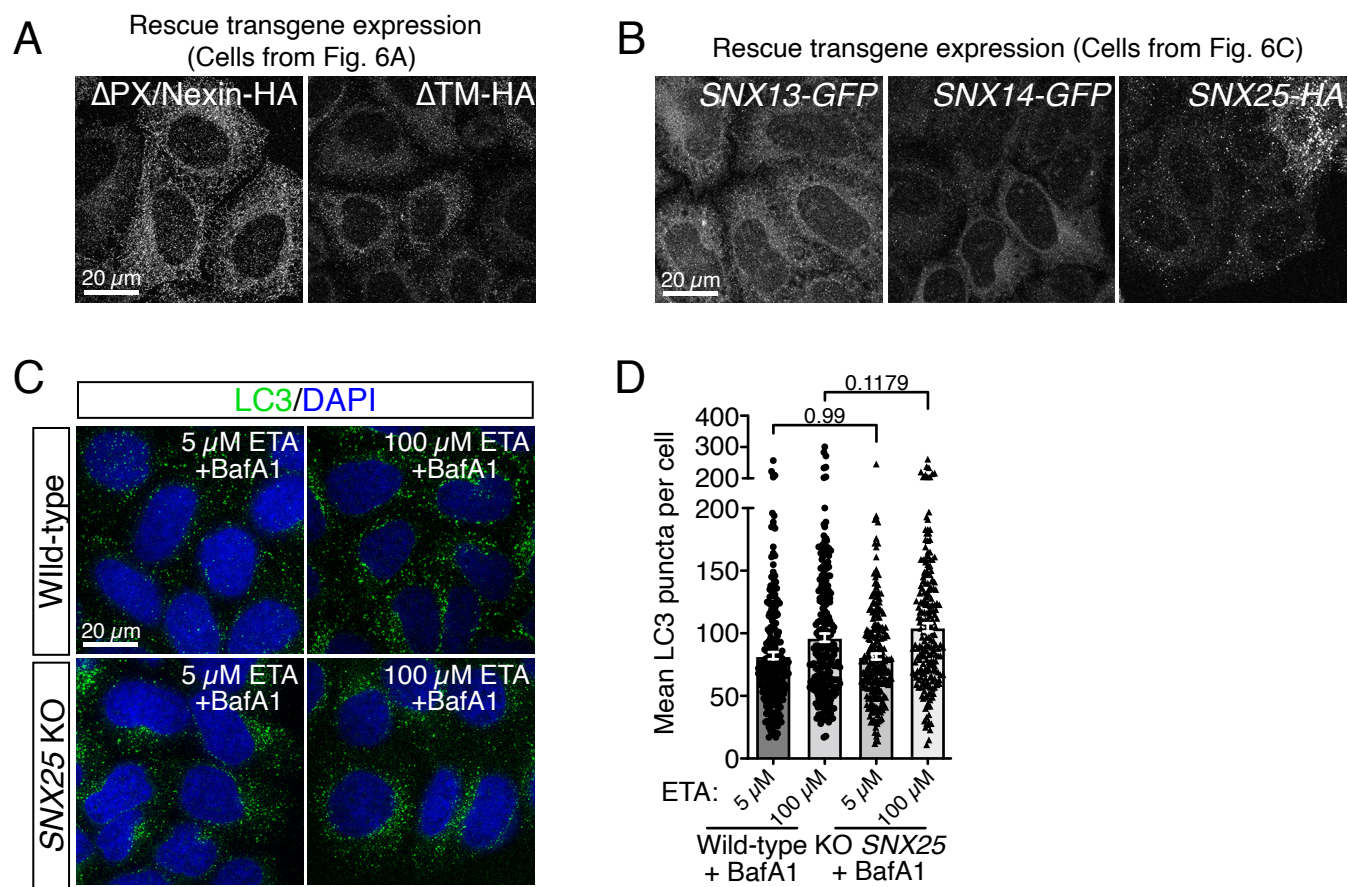 A
Rescue transgene expression
(Cells from Fig. 6A)
ΔPX/Nexin-HA
ΔTM-HA
20 µm
B
Rescue transgene expression (Cells from Fig. 6C)
SNX13-GFP
SNX14-GFP
SNX25-HA
20 µm
C
LC3/DAPI
Wild-type
5 µM ETA
+BafA1
100 µM ETA
+BafA1
20 µm
SNX25 KO
5 µM ETA
+BafA1
100 µM ETA
+BafA1
D
Mean LC3 puncta per cell
0.1179
0.99
400
300
200
200
150
100
50
0
ETA:
5 µM
100 µM
5 µM
100 µM
Wild-type KO SNX25
+ BafA1 + BafA1